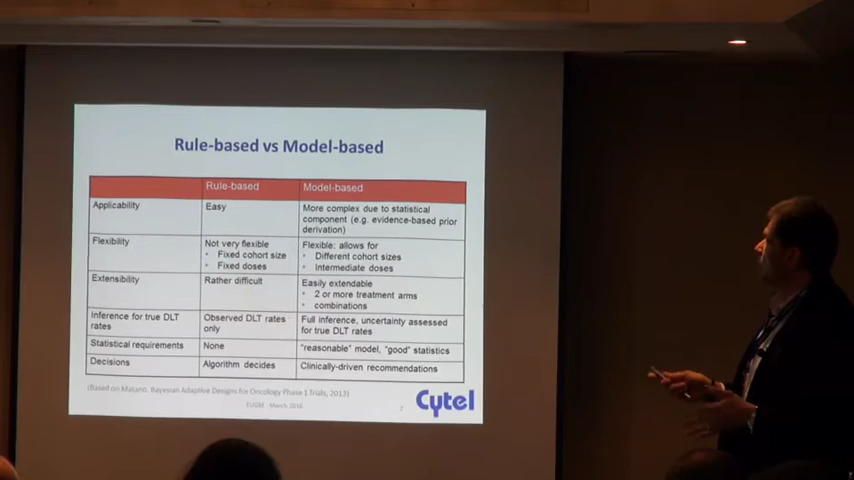 Rule-based vs Model-based
Rule-based
Model-based
Applicability
Easy
More complex due to statistical
component (e.g. evidence-based prior
derivation)
Flexibility
Not very flexible
• Fixed cohort size
• Fixed doses
Flexible: allows for
• Different cohort sizes
• Intermediate doses
Extensibility
Rather difficult
Easily extendable
• 2 or more treatment arms
• combinations
Inference for true DLT
rates
Observed DLT rates
only
Full inference, uncertainty assessed
for true DLT rates
Statistical requirements
None
"reasonable" model, "good" statistics
Decisions
Algorithm decides
Clinically-driven recommendations
(Based on Matano. Bayesian Adaptive Designs for Oncology Phase 1 Trials, 2013)
EUGM - March 2016
Cytel